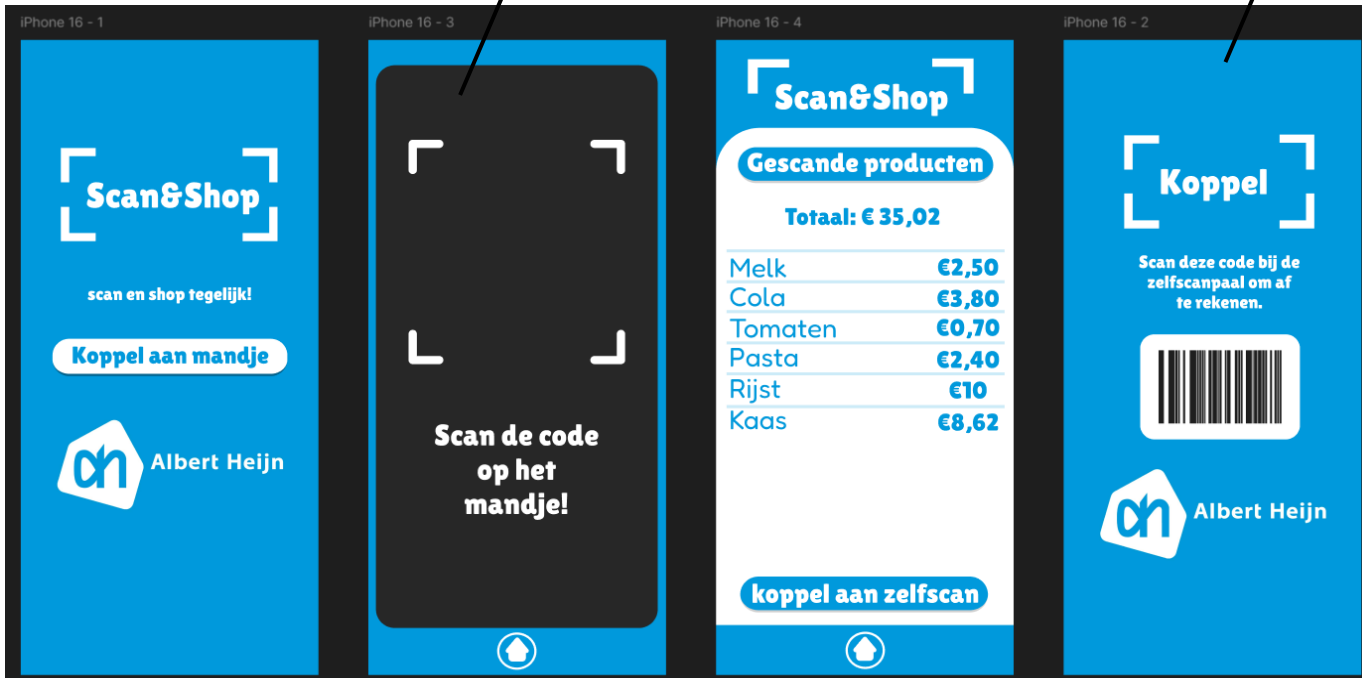 iPhone 16 - 1
Scan&Shop
scan en shop tegelijk!
Koppel aan mandje
Albert Heijn
iPhone 16 - 3
Scan de code
op het
mandje!
iPhone 16 - 4
Scan&Shop
Gescande producten
Totaal: € 35,02
Melk €2,50
Cola €3,80
Tomaten €0,70
Pasta €2,40
Rijst €10
Kaas €8,62
koppel aan zelfscan
iPhone 16 - 2
Koppel
Scan deze code bij de
zelfscanpaal om af
te rekenen.
Albert Heijn